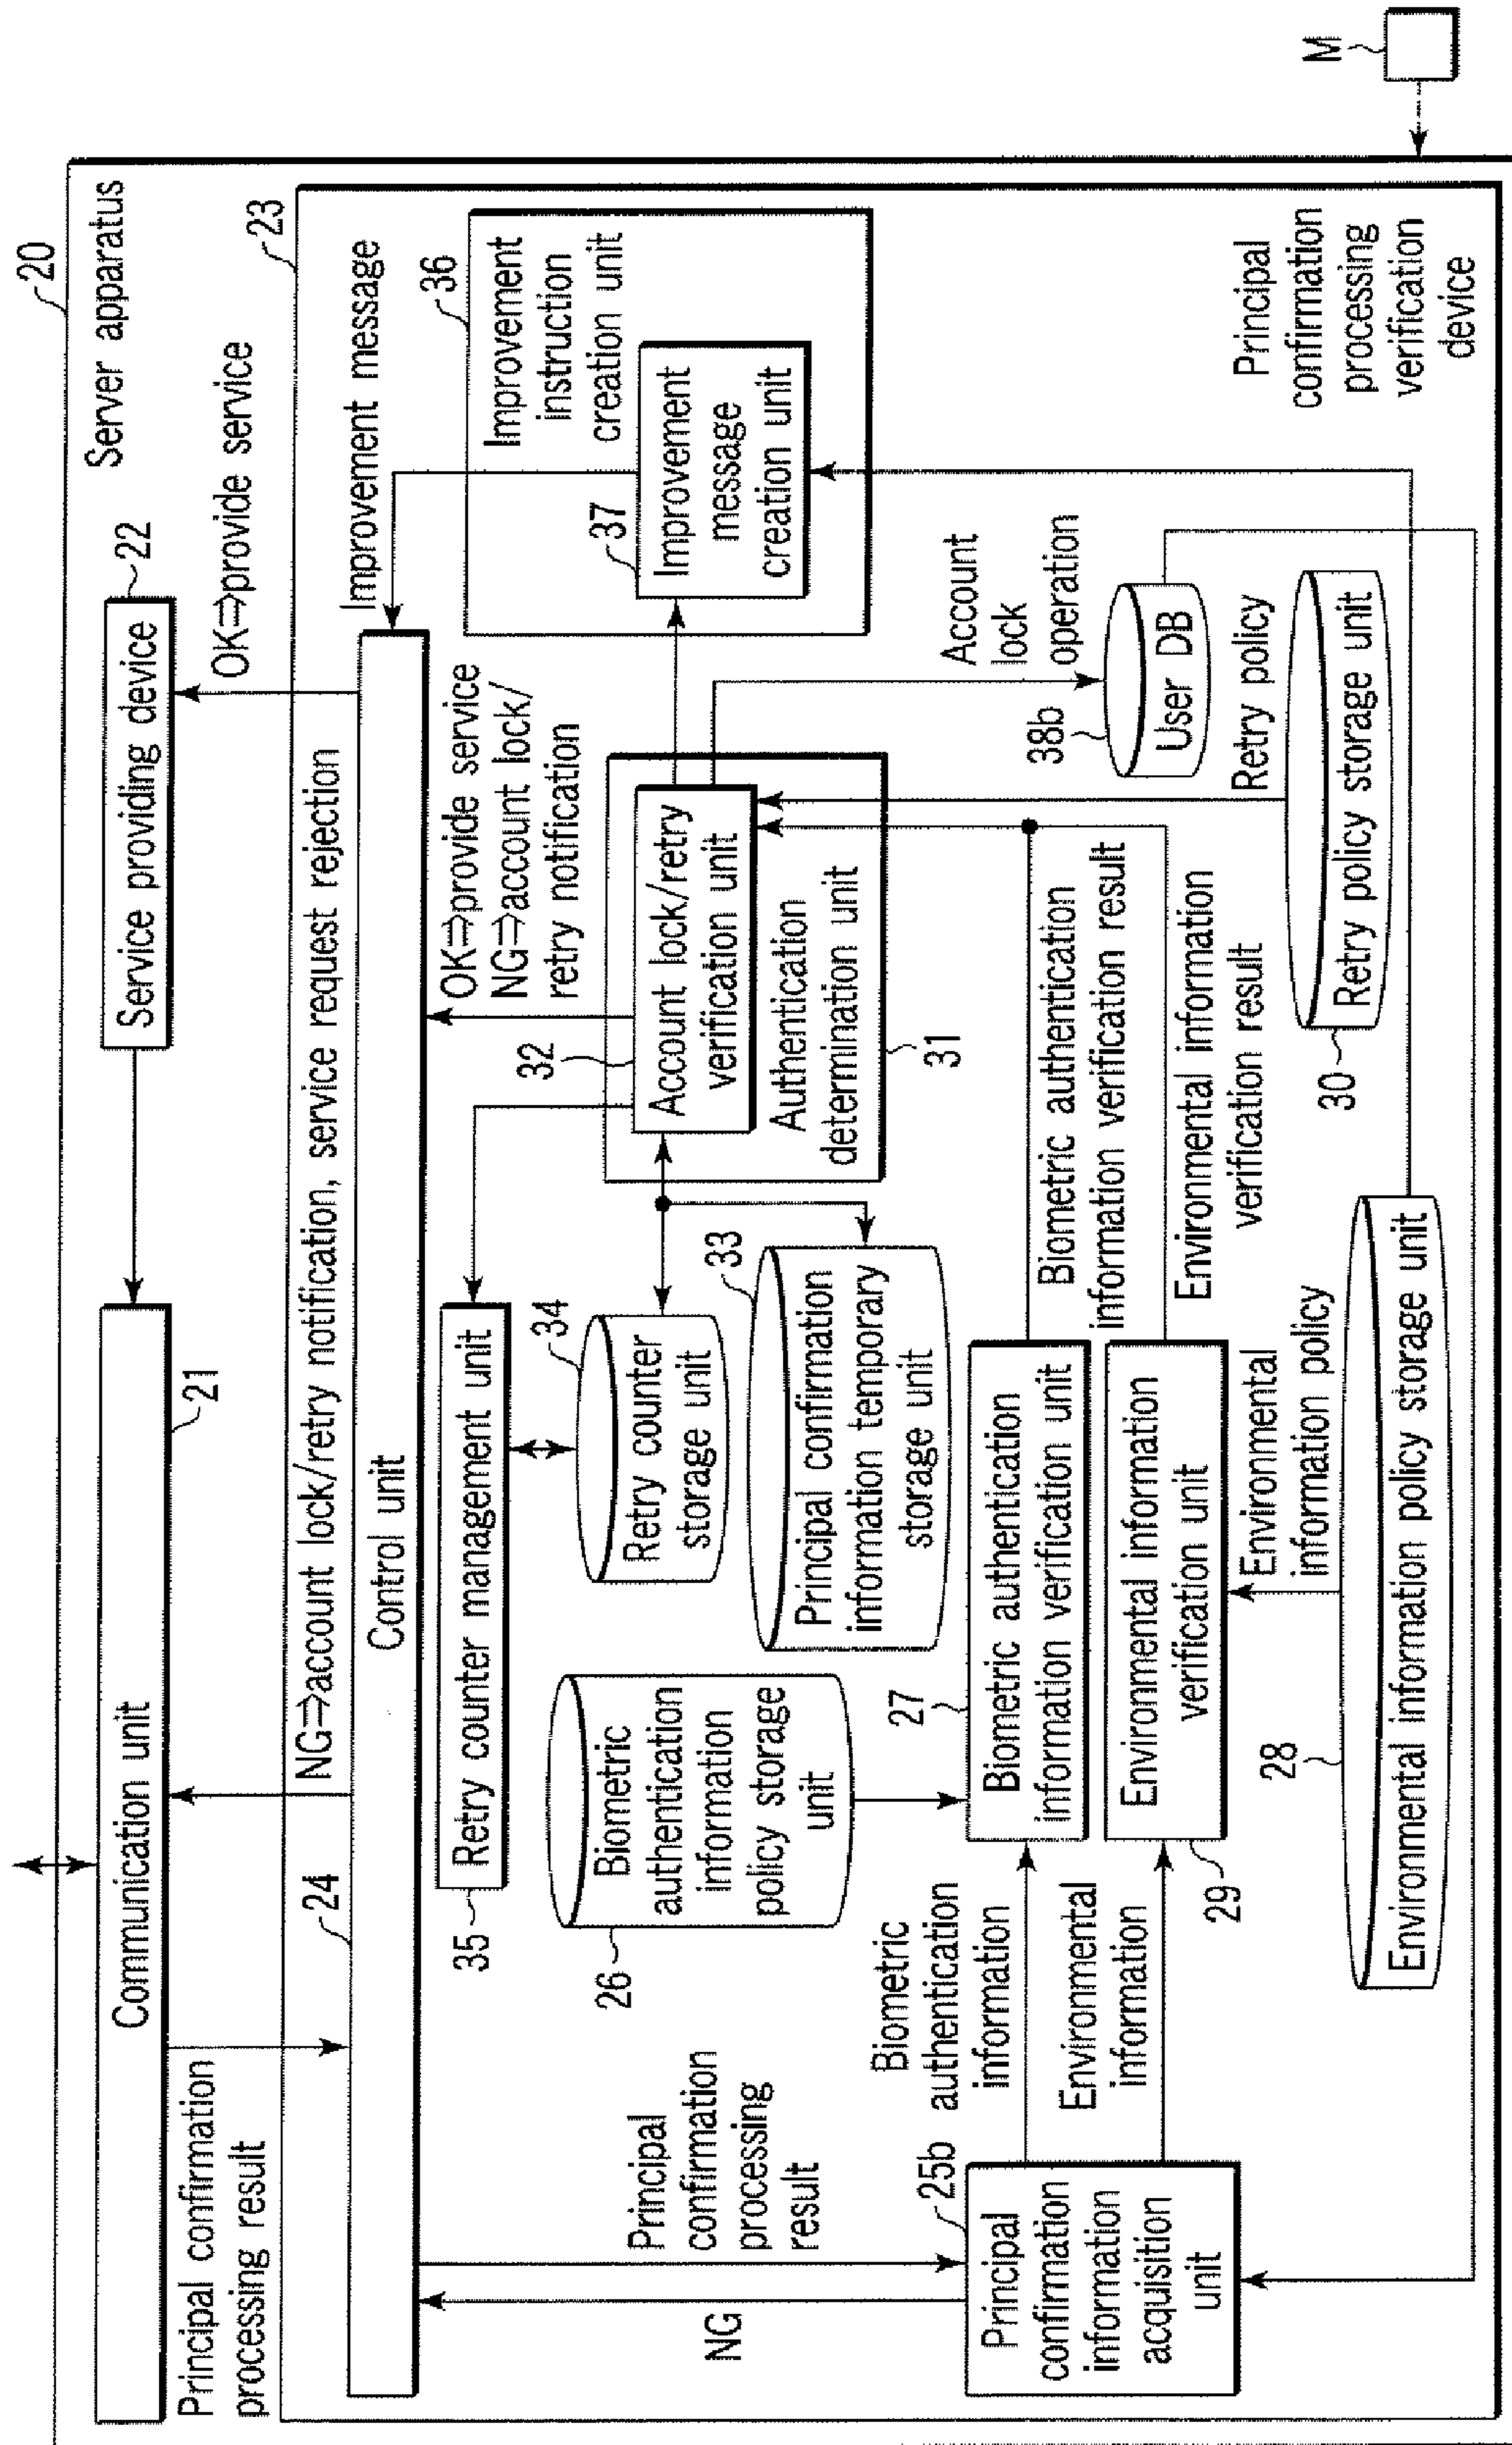 20
Server apparatus
Communication unit
21
Service providing device
22
Principal confirmation
processing result
NG⇒account lock/retry notification, service request rejection
OK⇒provide service
23
24
Control unit
Improvement message
35
Retry counter management unit
OK⇒provide service
NG⇒account lock/
retry notification
36
Improvement
instruction
creation unit
37
Improvement
message
creation unit
34
Retry counter
storage unit
32
Account lock/retry
verification unit
Authentication
determination unit
31
26
Biometric
authentication
information
policy storage
unit
33
Principal confirmation
information temporary
storage unit
Principal
confirmation
processing
result
NG
Account
lock
operation
38b
User DB
25b
Principal
confirmation
information
acquisition
unit
Biometric
authentication
information
Environmental
information
27
Biometric authentication
information verification unit
Biometric authentication
information verification result
29
Environmental information
verification unit
Environmental information
verification result
Retry policy
30
Retry policy storage unit
Environmental
information policy
28
Environmental information policy storage unit
Principal
confirmation
processing
verification
device
M